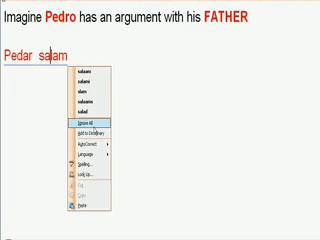 Imagine Pedro has an argument with his FATHER
Pedar salam
salaam
salami
slam
salaams
salad
Ignore All
Add to Dictionary
AutoCorrect
Language
Spelling...
Look Up...
Cut
Copy
Paste